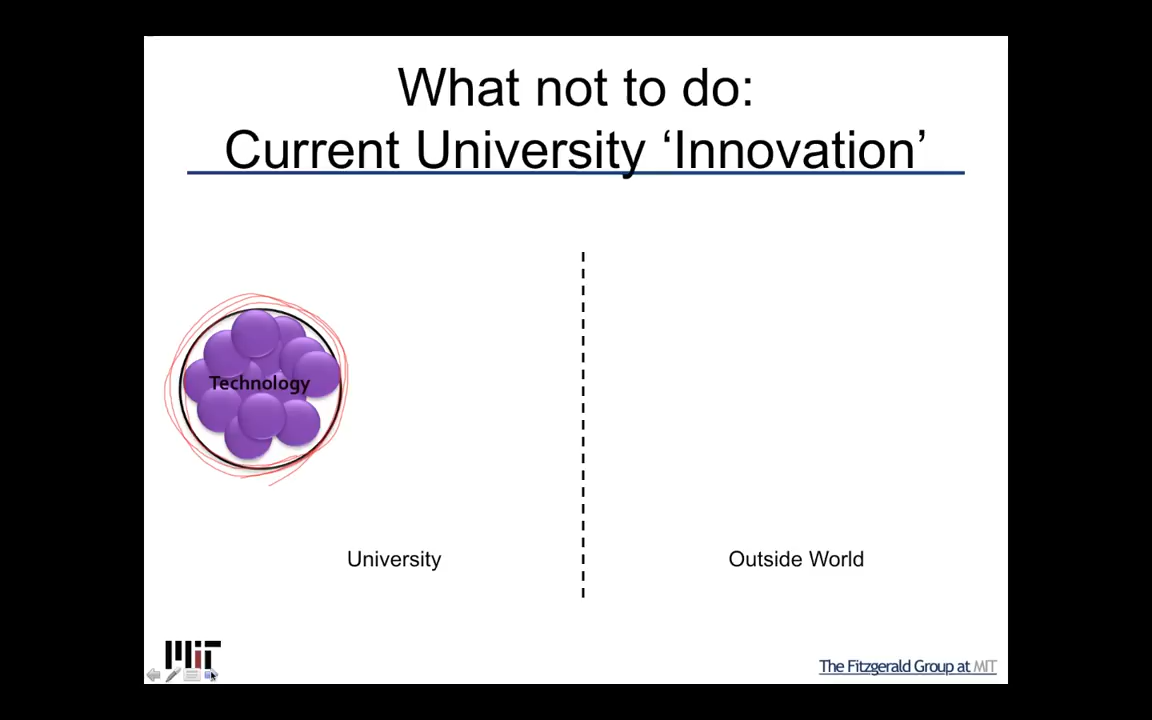 What not to do:
Current University ‘Innovation’
Technology
University
Outside World
MIT
The Fitzgerald Group at MIT